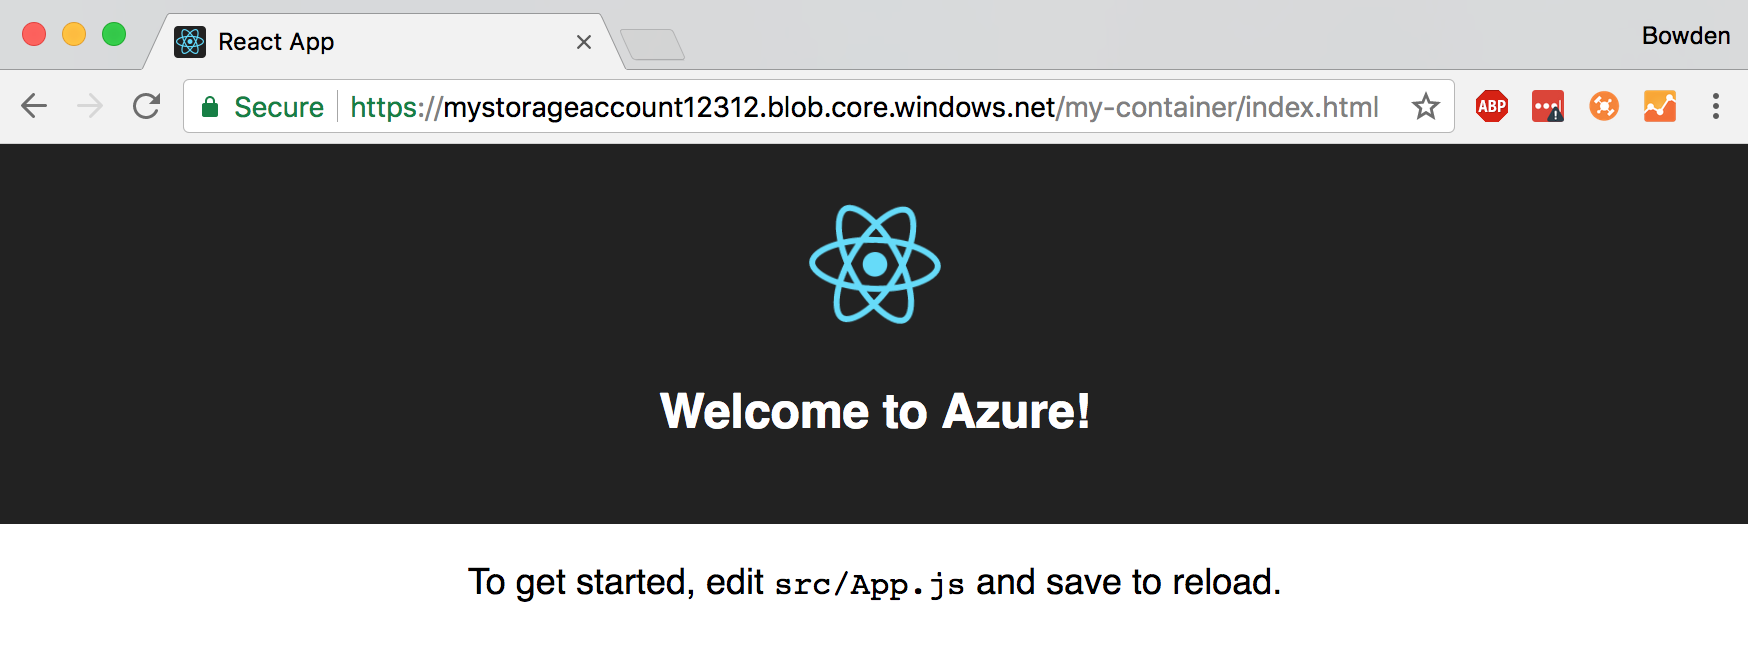 React App
Bowden
Secure https://mystorageaccount12312.blob.core.windows.net/my-container/index.html
ABP
Welcome to Azure!
To get started, edit src/App.js and save to reload.